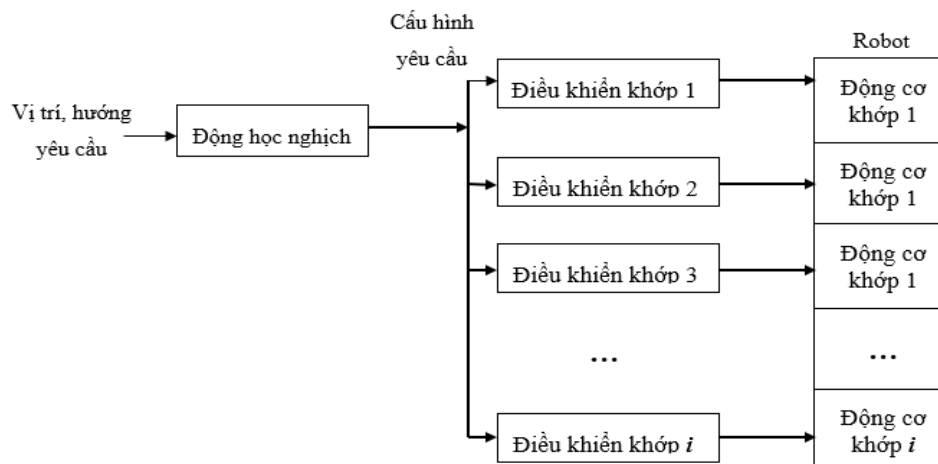 Cấu hình
yêu cầu
Robot
Vị trí, hướng
yêu cầu
Động học nghịch
Điều khiển khớp 1
Động cơ
khớp 1
Điều khiển khớp 2
Động cơ
khớp 1
Điều khiển khớp 3
Động cơ
khớp 1
...
...
Điều khiển khớp i
Động cơ
khớp i